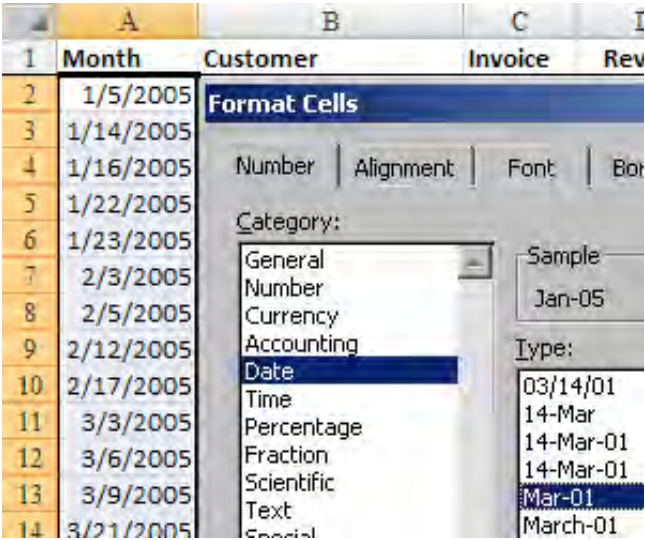 A B C
1 Month Customer Invoice Rev
2 1/5/2005 Format Cells
3 1/14/2005
4 1/16/2005 Number Alignment Font Bor
5 1/22/2005
Category:
6 1/23/2005
General Sample
7 2/3/2005
Number
8 2/5/2005 Jan-05
Currency
9 2/12/2005 Accounting Type:
Date
10 2/17/2005 03/14/01
Time
11 3/3/2005 14-Mar
Percentage
14-Mar-01
12 3/6/2005 Fraction
14-Mar-01
Scientific
13 3/9/2005 Mar-01
Text
14 3/21/2005 Special March-01